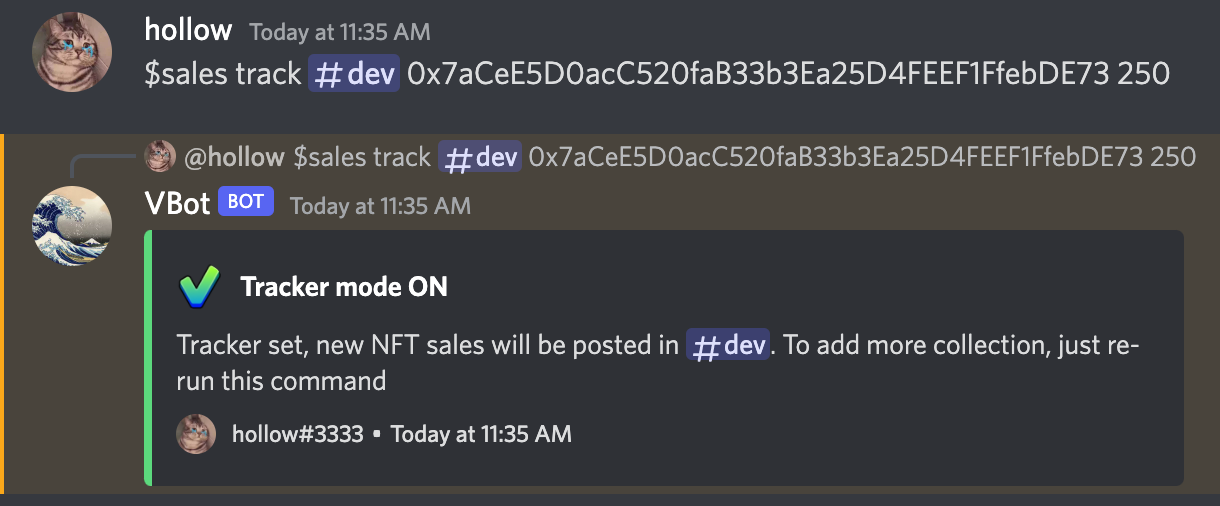 hollow Today at 11:35 AM
$sales track #dev 0x7aCeE5D0acC520faB33b3Ea25D4FEEF1FfebDE73 250
@hollow $sales track #dev 0x7aCeE5D0acC520faB33b3Ea25D4FEEF1FfebDE73 250
VBot BOT Today at 11:35 AM
Tracker mode ON
Tracker set, new NFT sales will be posted in #dev. To add more collection, just re-
run this command
hollow#3333 • Today at 11:35 AM